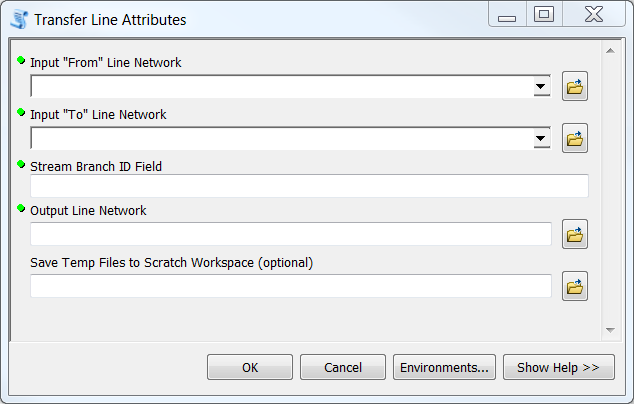 Transfer Line Attributes
Input "From" Line Network
Input "To" Line Network
Stream Branch ID Field
Output Line Network
Save Temp Files to Scratch Workspace (optional)
OK
Cancel
Environments...
Show Help >>